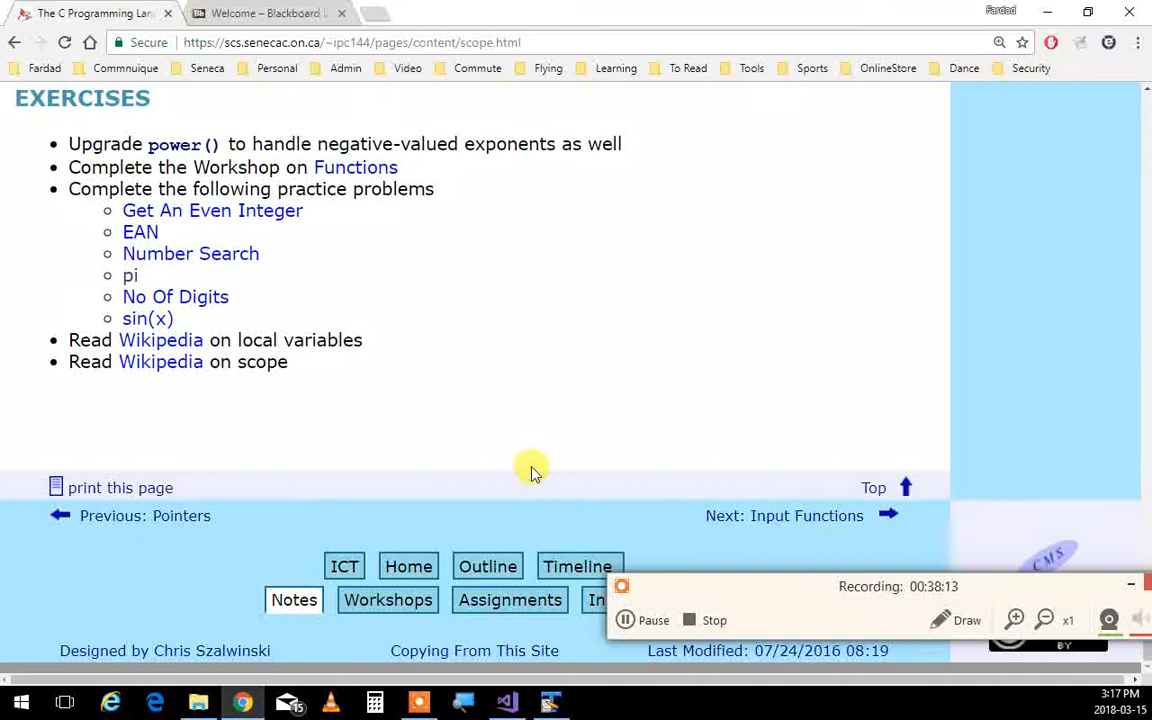 The C Programming Lan
Welcome – Blackboard L
Fardad
Secure
https://scs.senecac.on.ca/~ipc144/pages/content/scope.html
Fardad Commnuique Seneca Personal Admin Video Commute Flying Learning To Read Tools Sports OnlineStore Dance Security
EXERCISES
• Upgrade power() to handle negative-valued exponents as well
• Complete the Workshop on Functions
• Complete the following practice problems
Get An Even Integer
EAN
Number Search
pi
No Of Digits
sin(x)
• Read Wikipedia on local variables
• Read Wikipedia on scope
print this page Top
Previous: Pointers Next: Input Functions
CMS
ICT Home Outline Timeline
Recording: 00:38:13
Notes Workshops Assignments In
Pause Stop Draw x1
BY
Designed by Chris Szalwinski Copying From This Site Last Modified: 07/24/2016 08:19
15
3:17 PM
2018-03-15